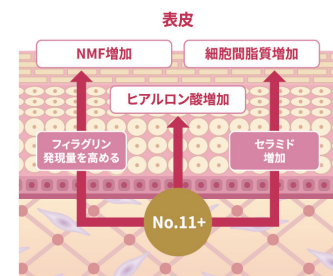 表皮
NMF増加
細胞間脂質増加
ヒアルロン酸増加
フィラグリン
発現量を高める
セラミド
増加
No.11+